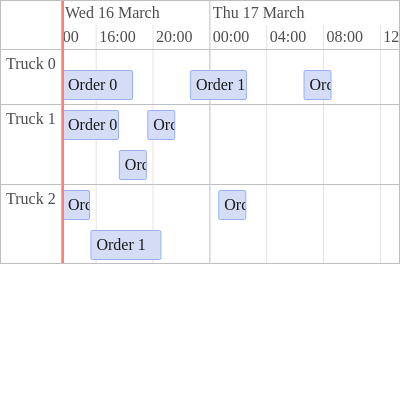 Wed 16 March Thu 17 March
00 16:00 20:00 00:00 04:00 08:00 12
Truck 0
Order 0 Order 1 Ord
Truck 1
Order 0 Ord
Ord
Truck 2
Ord Ord
Order 1